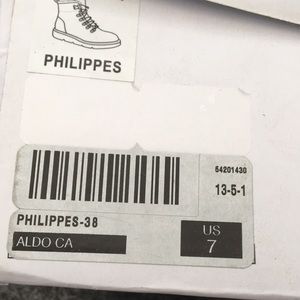 PHILIPPES
54201430
13-5-1
PHILIPPES-38
ALDO CA
US
7